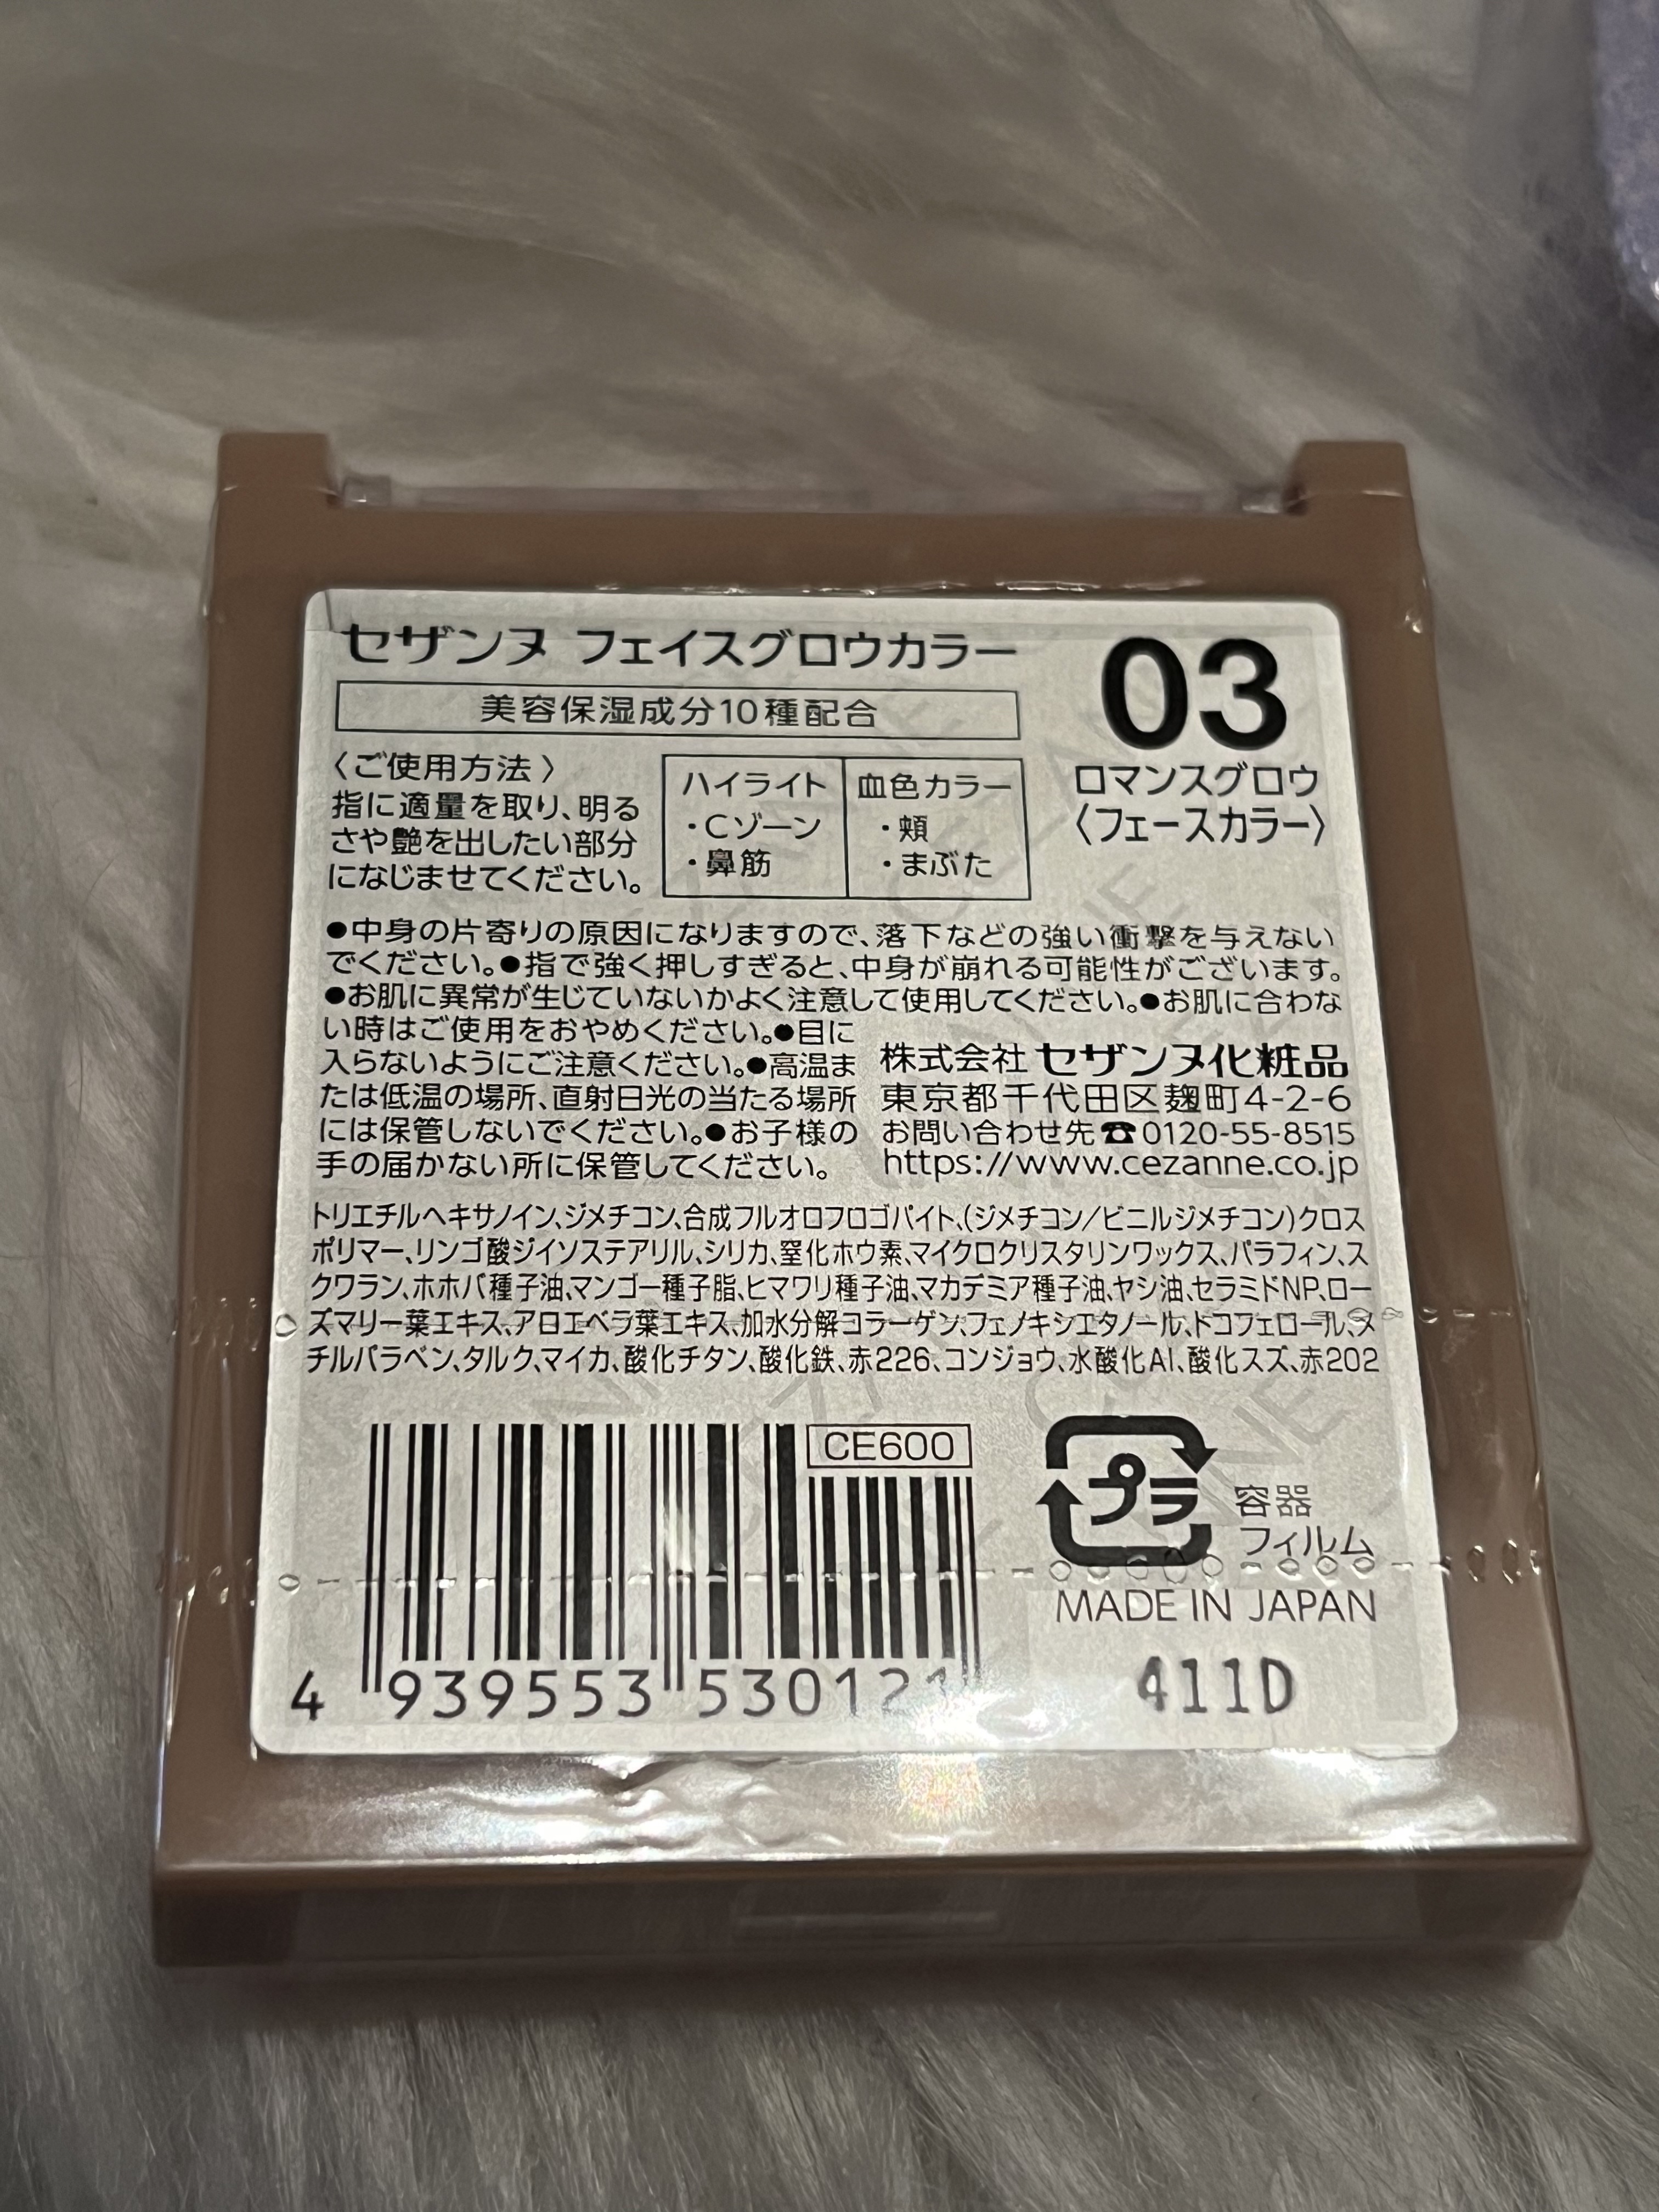 セザンヌ フェイスグロウカラー
03
美容保湿成分10種配合
ロマンスグロウ
〈フェースカラー〉
〈ご使用方法〉
指に適量を取り、明る
さや艶を出したい部分
になじませてください。
ハイライト
・Cゾーン
・鼻筋
血色カラー
・頬
・まぶた
●中身の片寄りの原因になりますので、落下などの強い衝撃を与えない
でください。●指で強く押しすぎると、中身が崩れる可能性がございます。
●お肌に異常が生じていないかよく注意して使用してください。●お肌に合わな
い時はご使用をおやめください。●目に
入らないようにご注意ください。●高温ま
たは低温の場所、直射日光の当たる場所
には保管しないでください。●お子様の
手の届かない所に保管してください。
株式会社 セザンヌ化粧品
東京都千代田区麹町4-2-6
お問い合わせ先☎0120-55-8515
https://www.cezanne.co.jp
トリエチルヘキサノイン、ジメチコン、合成フルオロフロゴパイト、(ジメチコン/ビニルジメチコン)クロス
ポリマー、リンゴ酸ジイソステアリル、シリカ、窒化ホウ素、マイクロクリスタリンワックス、パラフィン、ス
クワラン、ホホバ種子油、マンゴー種子脂、ヒマワリ種子油、マカデミア種子油、ヤシ油、セラミドNP、ロー
ズマリー葉エキス、アロエベラ葉エキス、加水分解コラーゲン、フェノキシエタノール、トコフェロール、メ
チルパラベン、タルク、マイカ、酸化チタン、酸化鉄、赤226、コンジョウ、水酸化Al、酸化スズ、赤202
CE600
プラ
容器
フィルム
MADE IN JAPAN
4 939553 530121
411D